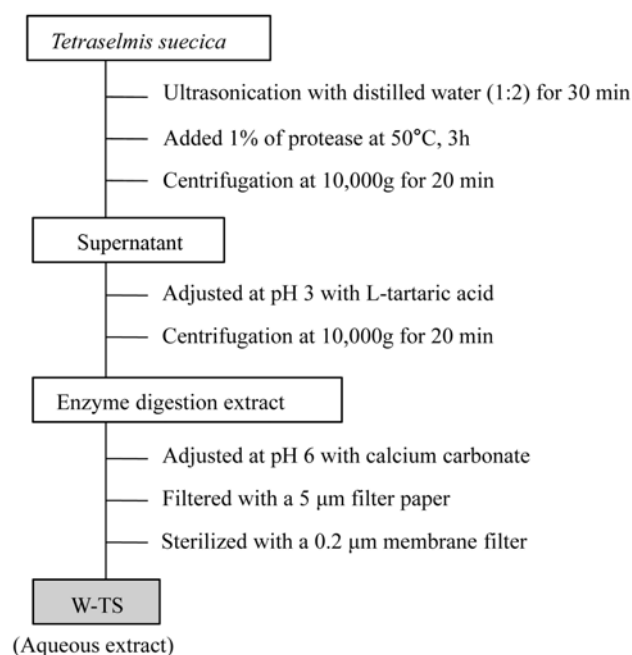 Tetraselmis suecica
Ultrasonication with distilled water (1:2) for 30 min
Added 1% of protease at 50°C, 3h
Centrifugation at 10,000g for 20 min
Supernatant
Adjusted at pH 3 with L-tartaric acid
Centrifugation at 10,000g for 20 min
Enzyme digestion extract
Adjusted at pH 6 with calcium carbonate
Filtered with a 5 μm filter paper
Sterilized with a 0.2 μm membrane filter
W-TS
(Aqueous extract)